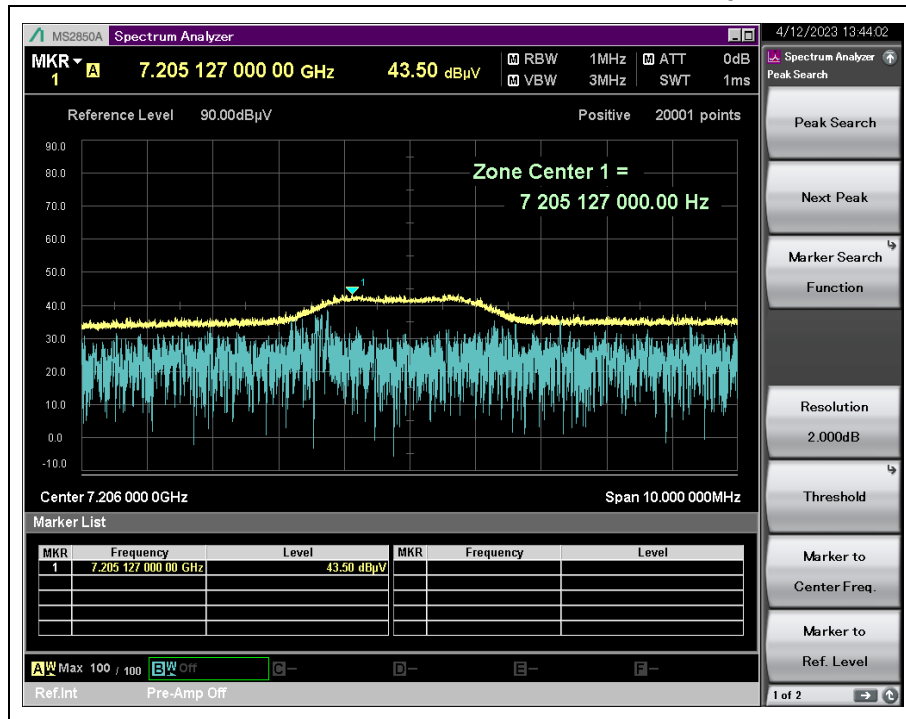 MS2850A Spectrum Analyzer
4/12/2023 13:44:02
MKR 1 A 7.205 127 000 00 GHz 43.50 dBµV
M RBW 1MHz M ATT 0dB
M VBW 3MHz SWT 1ms
Spectrum Analyzer
Peak Search
Reference Level 90.00dBµV Positive 20001 points
90.0
80.0
70.0
60.0
50.0
40.0
30.0
20.0
10.0
0.0
-10.0
Zone Center 1 =
7 205 127 000.00 Hz
1
Center 7.206 000 0GHz Span 10.000 000MHz
Marker List
MKR Frequency Level MKR Frequency Level
1 7.205 127 000 00 GHz 43.50 dBµV
A W Max 100 / 100 B W Off C – D – E – F –
Ref.Int Pre-Amp Off
Peak Search
Next Peak
Marker Search
Function
Resolution
2.000dB
Threshold
Marker to
Center Freq.
Marker to
Ref. Level
1 of 2